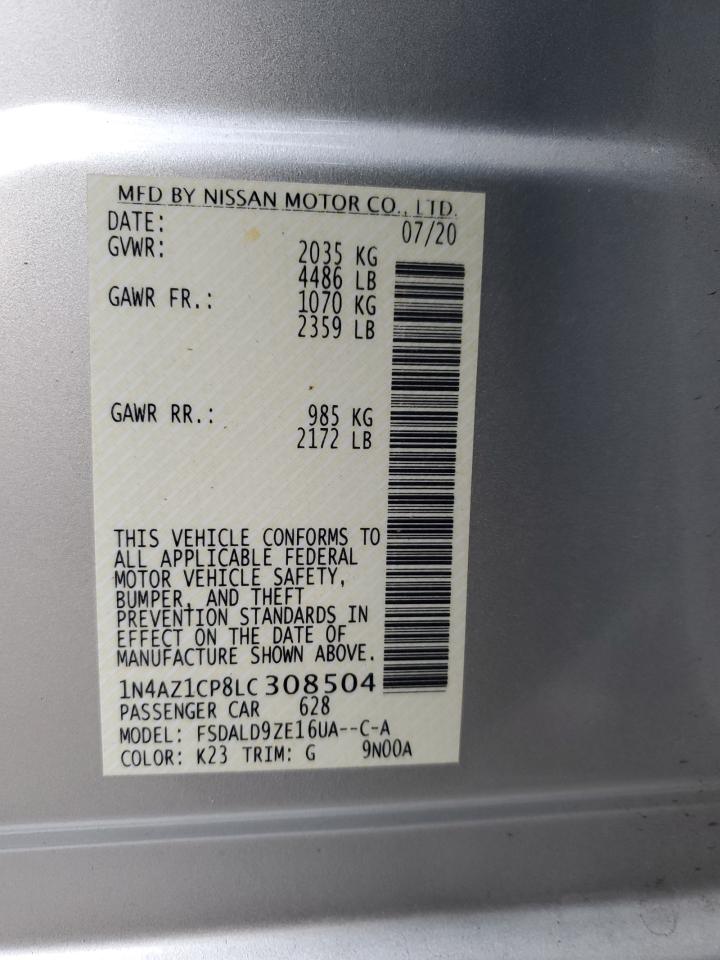 MFD BY NISSAN MOTOR CO., LTD.
DATE: 07/20
GVWR: 2035 KG
4486 LB
GAWR FR.: 1070 KG
2359 LB
GAWR RR.: 985 KG
2172 LB
THIS VEHICLE CONFORMS TO
ALL APPLICABLE FEDERAL
MOTOR VEHICLE SAFETY,
BUMPER, AND THEFT
PREVENTION STANDARDS IN
EFFECT ON THE DATE OF
MANUFACTURE SHOWN ABOVE.
1N4AZ1CP8LC308504
PASSENGER CAR 628
MODEL: FSDALD9ZE16UA--C-A
COLOR: K23 TRIM: G 9N00A